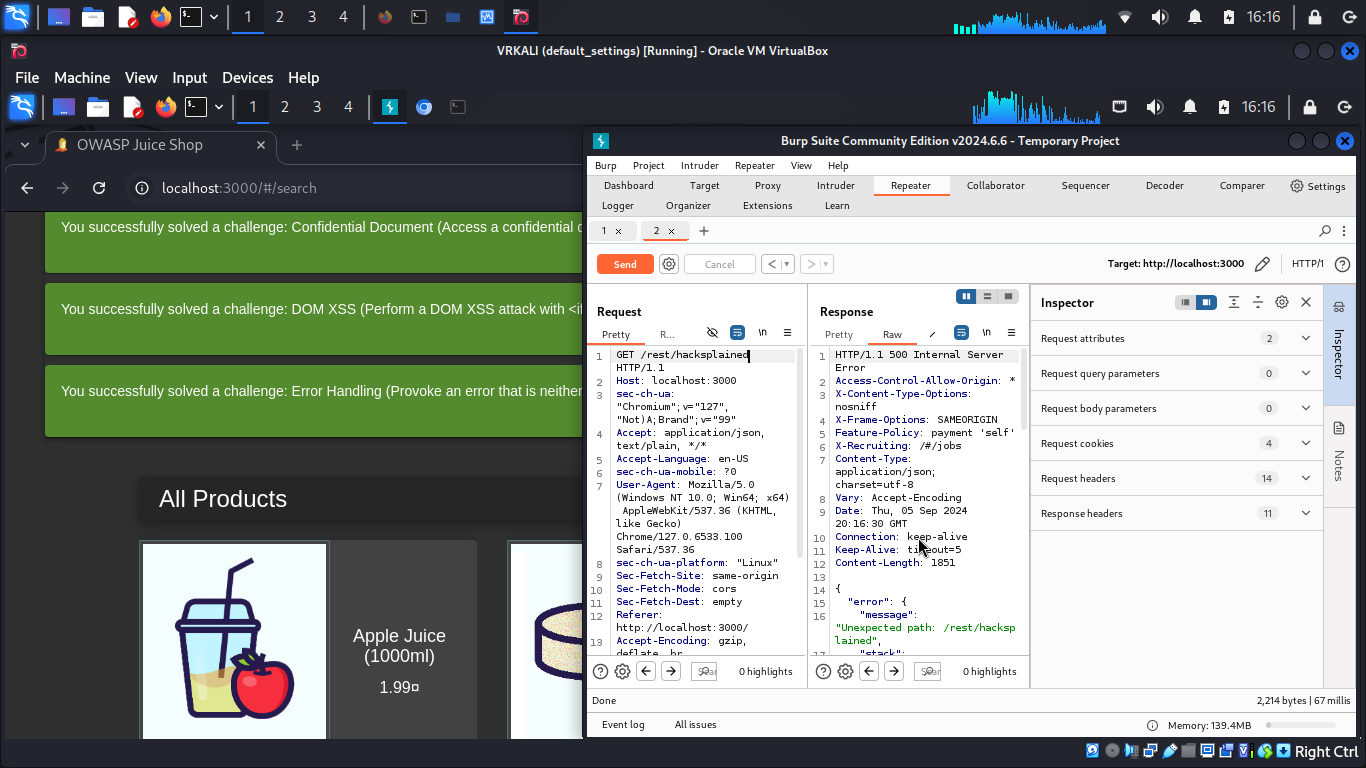 1 2 3 4 16:16
VRKALI (default_settings) [Running] - Oracle VM VirtualBox
File Machine View Input Devices Help
1 2 3 4 16:16
OWASP Juice Shop
localhost:3000/#/search
You successfully solved a challenge: Confidential Document (Access a confidential
You successfully solved a challenge: DOM XSS (Perform a DOM XSS attack with <if
You successfully solved a challenge: Error Handling (Provoke an error that is neither
All Products
Apple Juice
(1000ml)
1.99¤
Burp Suite Community Edition v2024.6.6 - Temporary Project
Burp Project Intruder Repeater View Help
Dashboard Target Proxy Intruder Repeater Collaborator Sequencer Decoder Comparer Settings
Logger Organizer Extensions Learn
1 × 2 × +
Send Cancel < >
Target: http://localhost:3000 HTTP/1
Request
Pretty R... \n
1 GET /rest/hacksplained
HTTP/1.1
2 Host: localhost:3000
3 sec-ch-ua:
"Chromium";v="127",
"Not)A;Brand";v="99"
4 Accept: application/json,
text/plain, */*
5 Accept-Language: en-US
6 sec-ch-ua-mobile: ?0
7 User-Agent: Mozilla/5.0
(Windows NT 10.0; Win64; x64)
AppleWebKit/537.36 (KHTML,
like Gecko)
Chrome/127.0.6533.100
Safari/537.36
8 sec-ch-ua-platform: "Linux"
9 Sec-Fetch-Site: same-origin
10 Sec-Fetch-Mode: cors
11 Sec-Fetch-Dest: empty
12 Referer:
http://localhost:3000/
13 Accept-Encoding: gzip,
deflate, br
0 highlights
Response
Pretty Raw \n
1 HTTP/1.1 500 Internal Server
Error
2 Access-Control-Allow-Origin: *
3 X-Content-Type-Options:
nosniff
4 X-Frame-Options: SAMEORIGIN
5 Feature-Policy: payment 'self'
6 X-Recruiting: /#/jobs
7 Content-Type:
application/json;
charset=utf-8
8 Vary: Accept-Encoding
9 Date: Thu, 05 Sep 2024
20:16:30 GMT
10 Connection: keep-alive
11 Keep-Alive: timeout=5
12 Content-Length: 1851
13
14 {
15 "error": {
16 "message":
"Unexpected path: /rest/hacksp
lained",
17 "stack":
0 highlights
Inspector
Request attributes 2
Request query parameters 0
Request body parameters 0
Request cookies 4
Request headers 14
Response headers 11
Inspector
Notes
Done
2,214 bytes | 67 millis
Event log All issues
Memory: 139.4MB
Right Ctrl